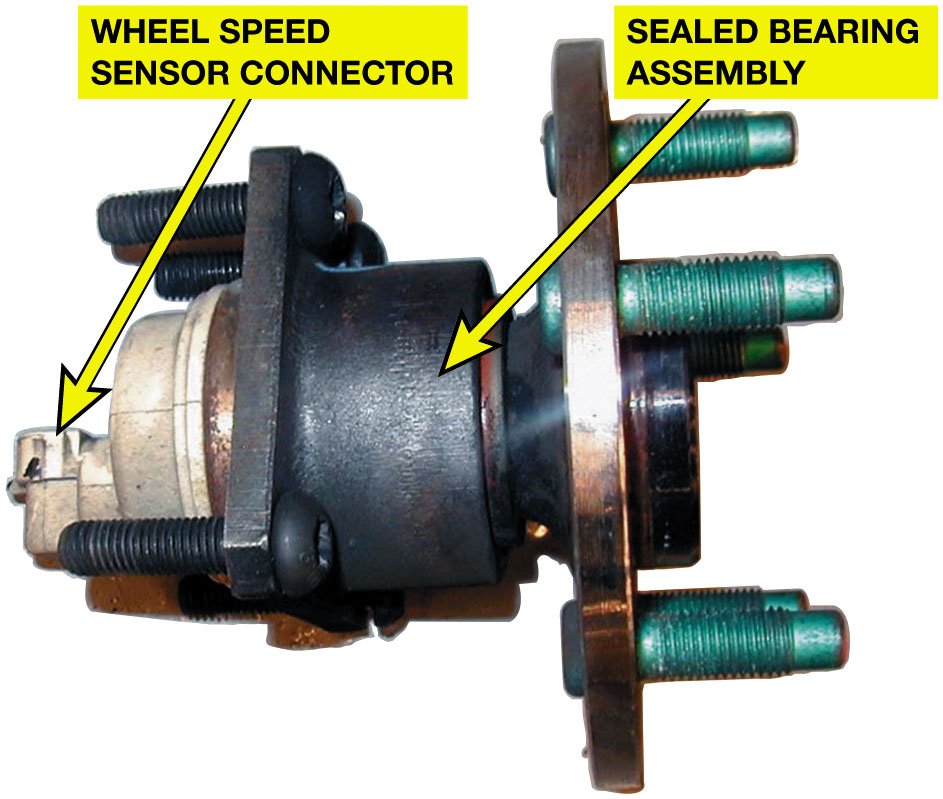 WHEEL SPEED
SENSOR CONNECTOR
SEALED BEARING
ASSEMBLY